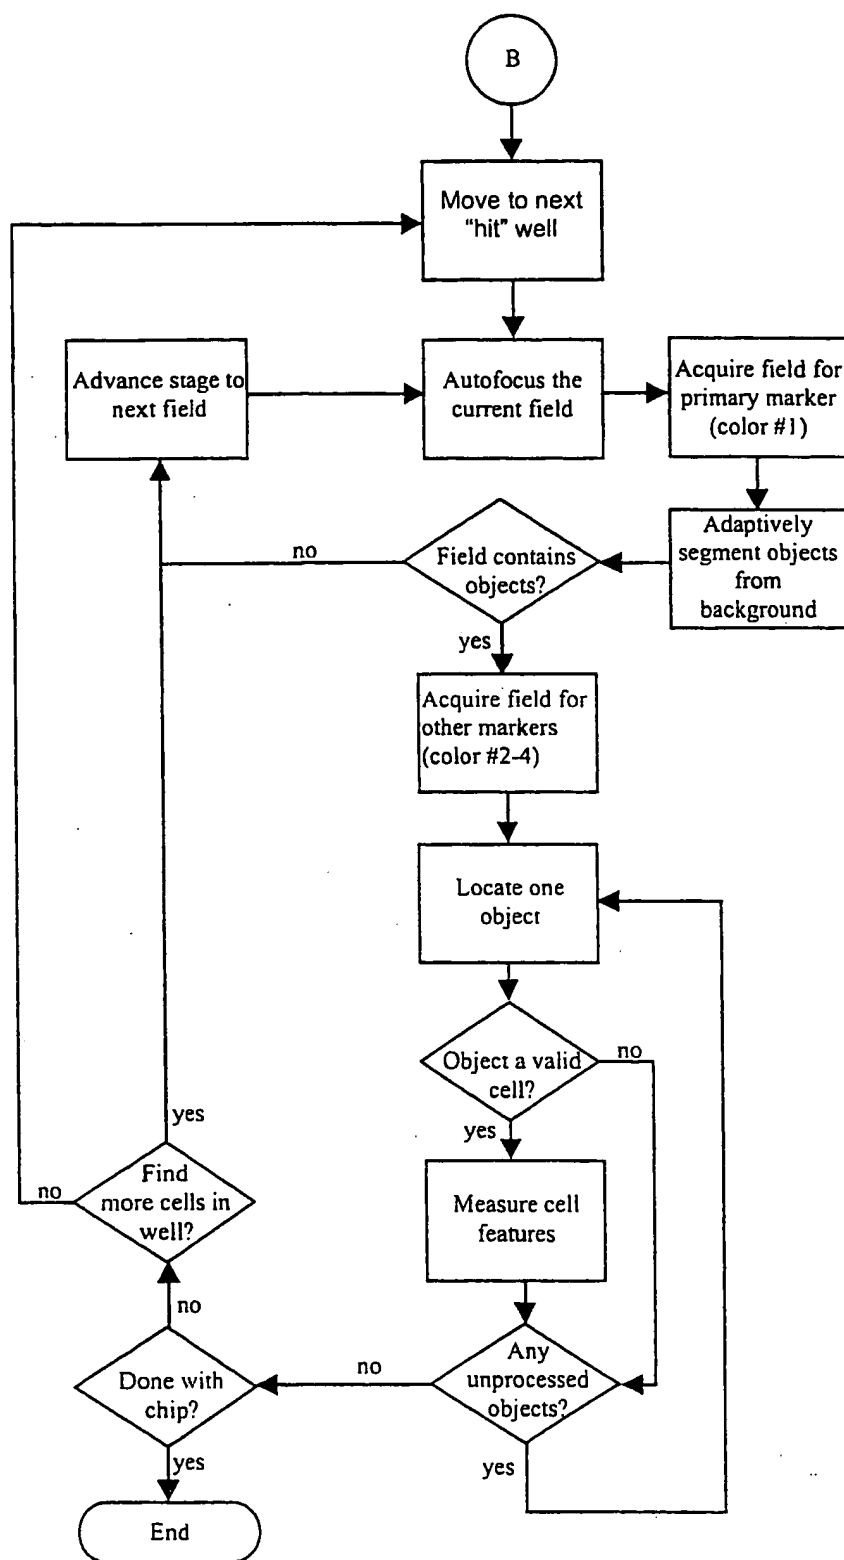 B
Move to next
“hit” well
Advance stage to
next field
Autofocus the
current field
Acquire field for
primary marker
(color #1)
Adaptively
segment objects
from
background
Field contains
objects?
no
yes
Acquire field for
other markers
(color #2-4)
Locate one
object
Object a valid
cell?
no
yes
Measure cell
features
Any
unprocessed
objects?
no
yes
Done with
chip?
no
yes
Find
more cells in
well?
yes
no
End